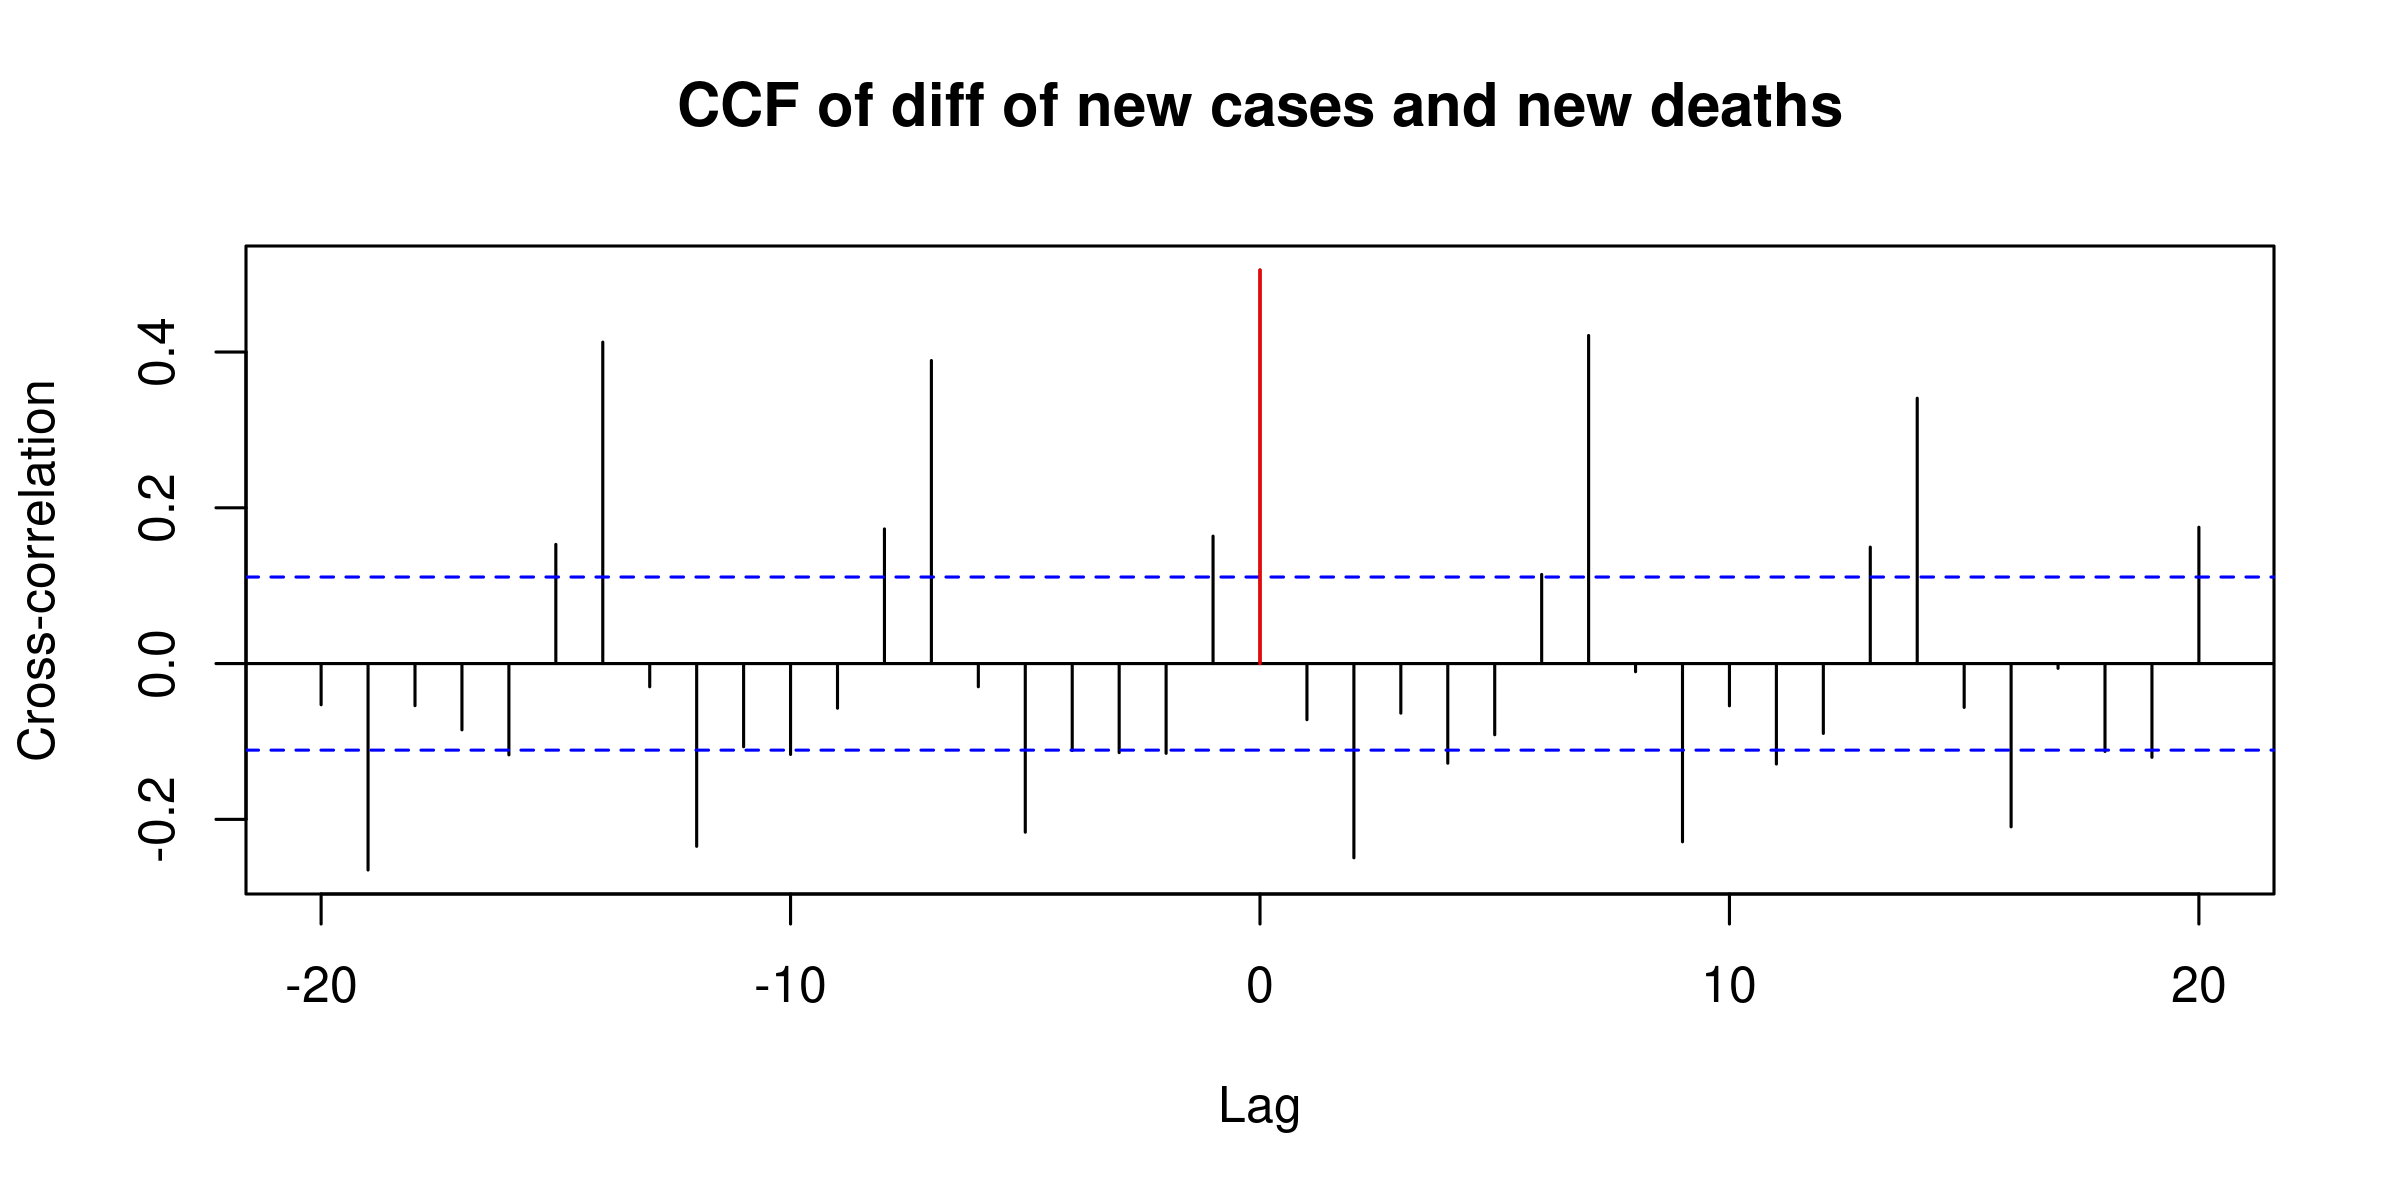 CCF of diff of new cases and new deaths
Cross-correlation
0.4
0.2
0.0
-0.2
-20 -10 0 10 20
Lag